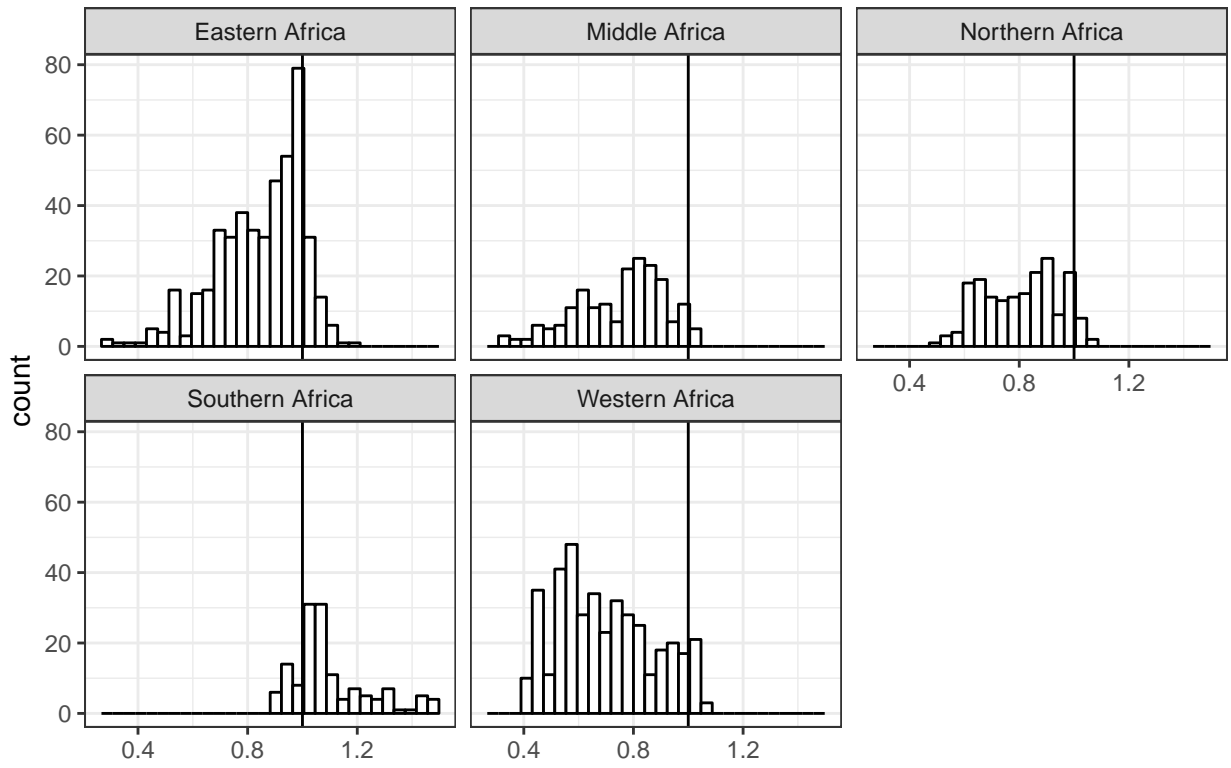 Eastern Africa
Middle Africa
Northern Africa
80
60
40
20
0
0.4 0.8 1.2
count
Southern Africa
Western Africa
80
60
40
20
0
0.4 0.8 1.2
0.4 0.8 1.2